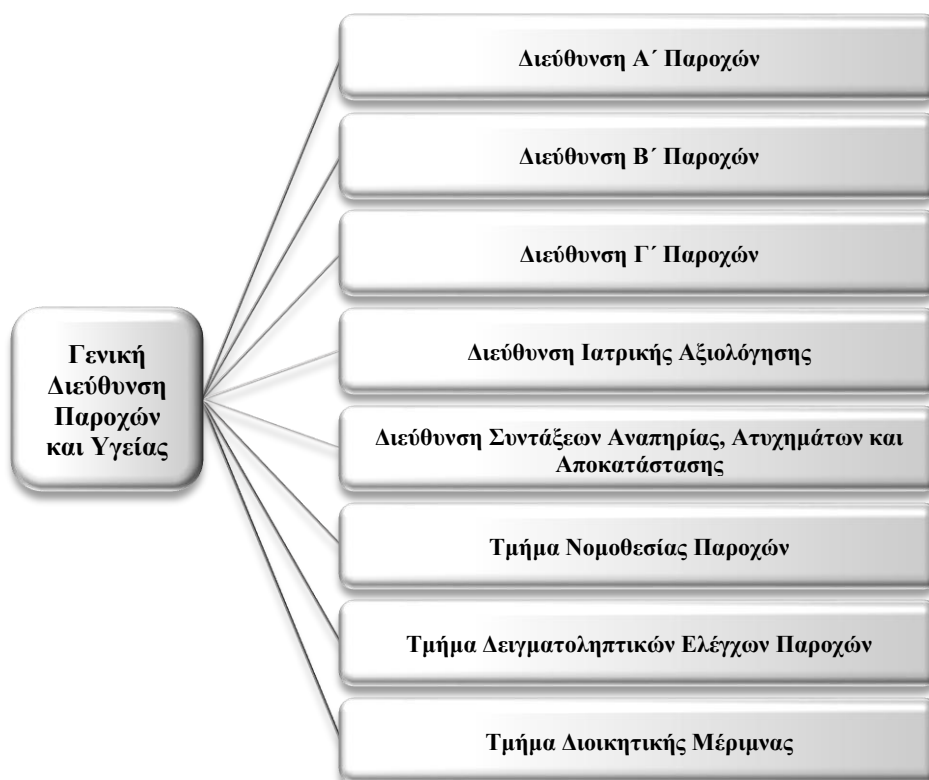 Διεύθυνση Α΄ Παροχών
Διεύθυνση Β΄ Παροχών
Διεύθυνση Γ΄ Παροχών
Γενική
Διεύθυνση
Παροχών
και Υγείας
Διεύθυνση Ιατρικής Αξιολόγησης
Διεύθυνση Συντάξεων Αναπηρίας, Ατυχημάτων και
Αποκατάστασης
Τμήμα Νομοθεσίας Παροχών
Τμήμα Δειγματοληπτικών Ελέγχων Παροχών
Τμήμα Διοικητικής Μέριμνας